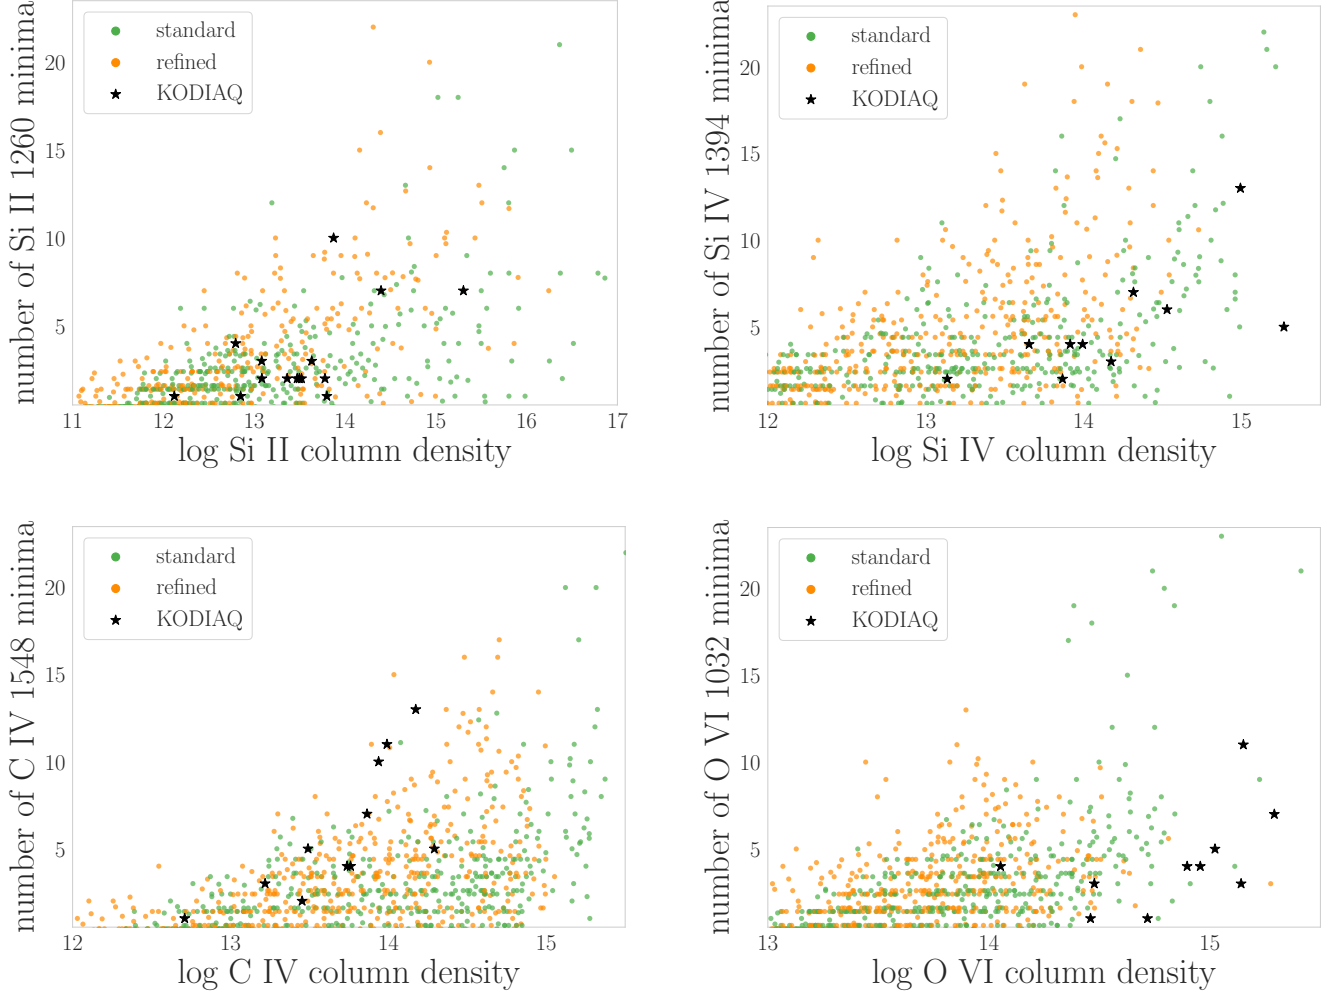 number of Si II 1260 minima
20
15
10
5
standard
refined
KODIAQ
11 12 13 14 15 16 17
log Si II column density
number of Si IV 1394 minima
20
15
10
5
standard
refined
KODIAQ
12 13 14 15
log Si IV column density
number of C IV 1548 minima
20
15
10
5
standard
refined
KODIAQ
12 13 14 15
log C IV column density
number of O VI 1032 minima
20
15
10
5
standard
refined
KODIAQ
13 14 15
log O VI column density